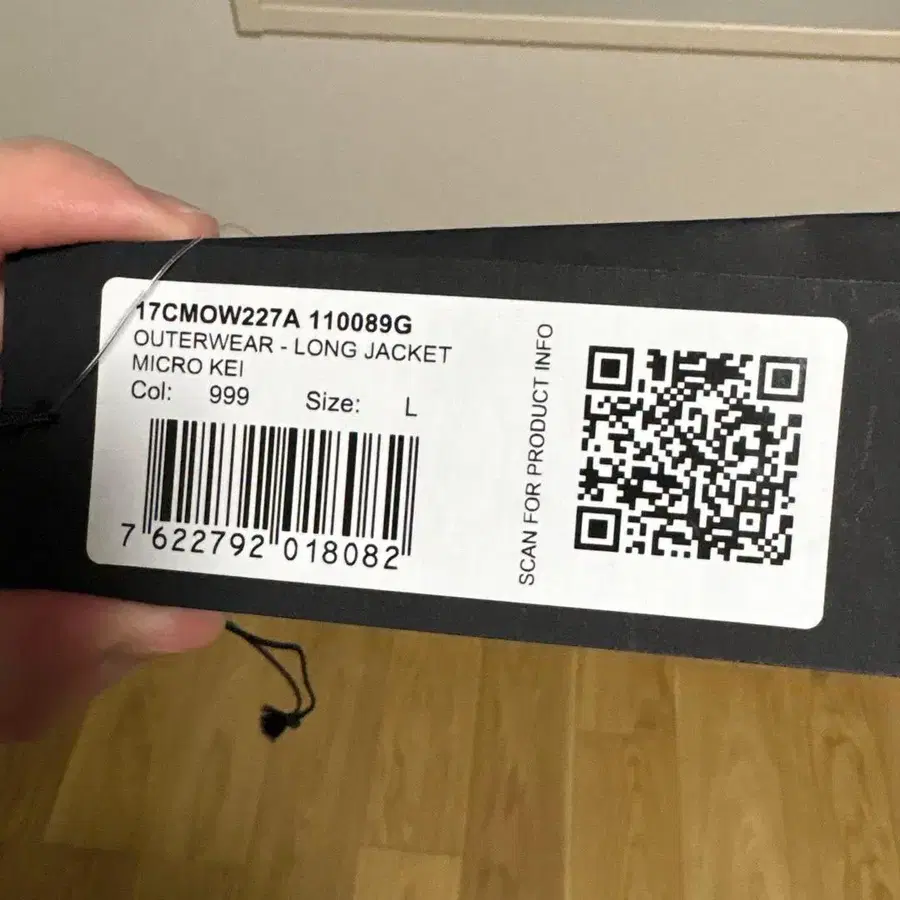 17CMOW227A 110089G
OUTERWEAR - LONG JACKET
MICRO KEI
Col: 999 Size: L
7 622792 018082
SCAN FOR PRODUCT INFO